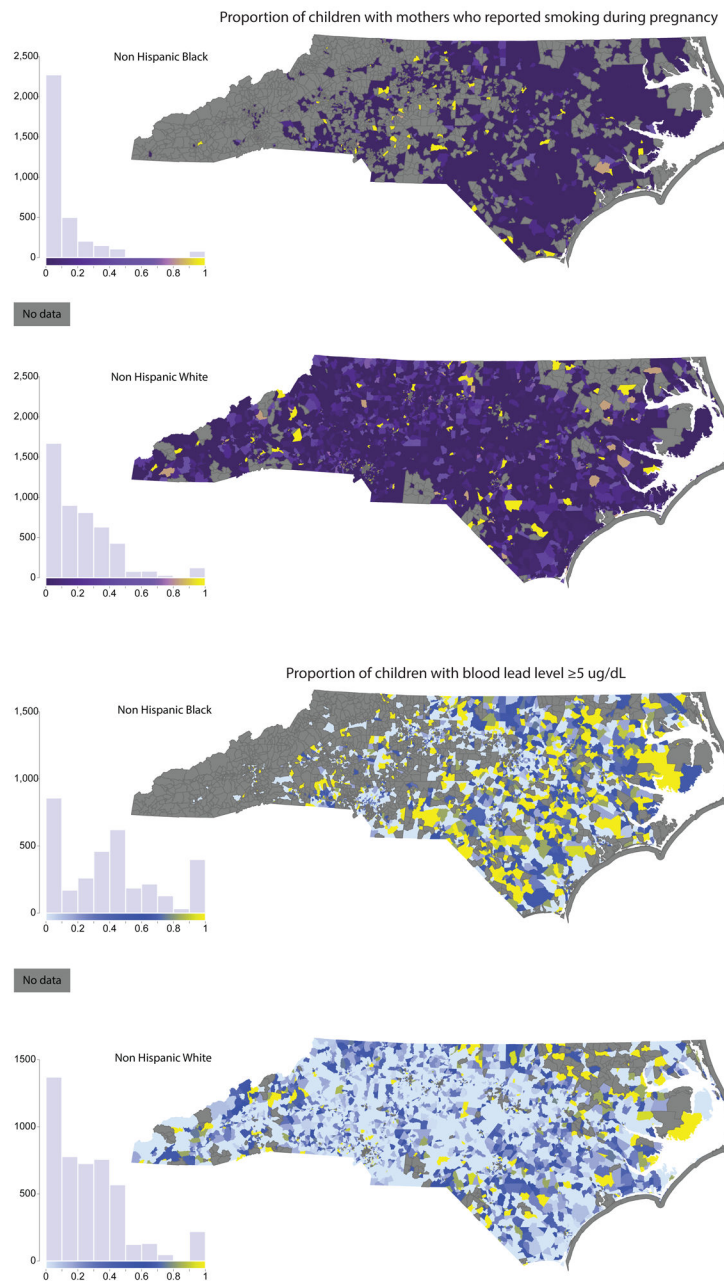 Proportion of children with mothers who reported smoking during pregnancy
Non Hispanic Black
2,500
2,000
1,500
1,000
500
0
0 0.2 0.4 0.6 0.8 1
No data
Non Hispanic White
2,500
2,000
1,500
1,000
500
0
0 0.2 0.4 0.6 0.8 1
Proportion of children with blood lead level ≥5 ug/dL
Non Hispanic Black
1,500
1,000
500
0
0 0.2 0.4 0.6 0.8 1
No data
Non Hispanic White
1500
1000
500
0
0 0.2 0.4 0.6 0.8 1